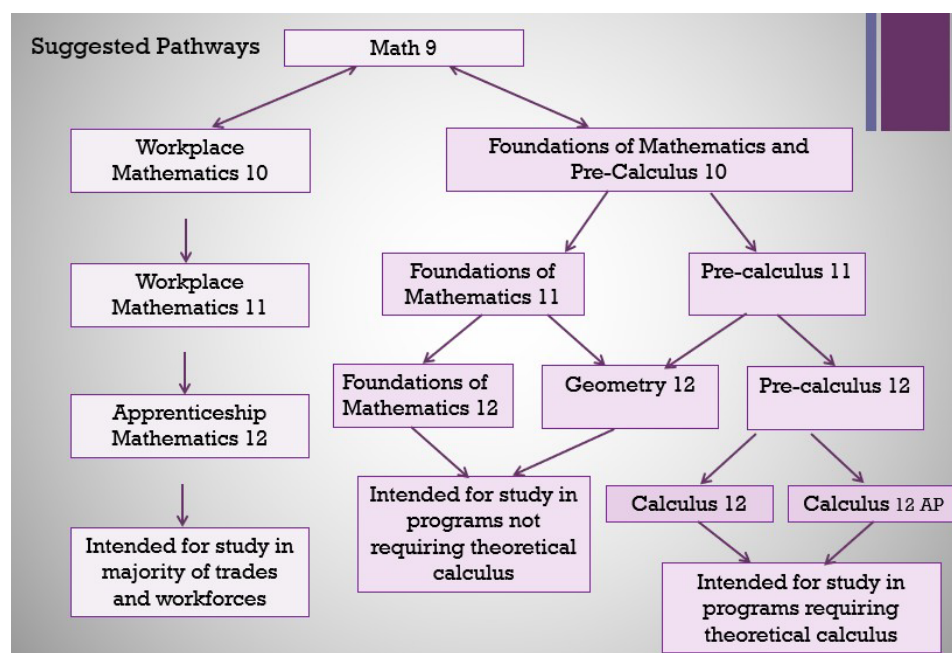 Suggested Pathways
Math 9
Workplace
Mathematics 10
Foundations of Mathematics and
Pre-Calculus 10
Workplace
Mathematics 11
Foundations of
Mathematics 11
Pre-calculus 11
Apprenticeship
Mathematics 12
Foundations of
Mathematics 12
Geometry 12
Pre-calculus 12
Intended for study in
majority of trades
and workforces
Intended for study in
programs not
requiring theoretical
calculus
Calculus 12
Calculus 12 AP
Intended for study in
programs requiring
theoretical calculus